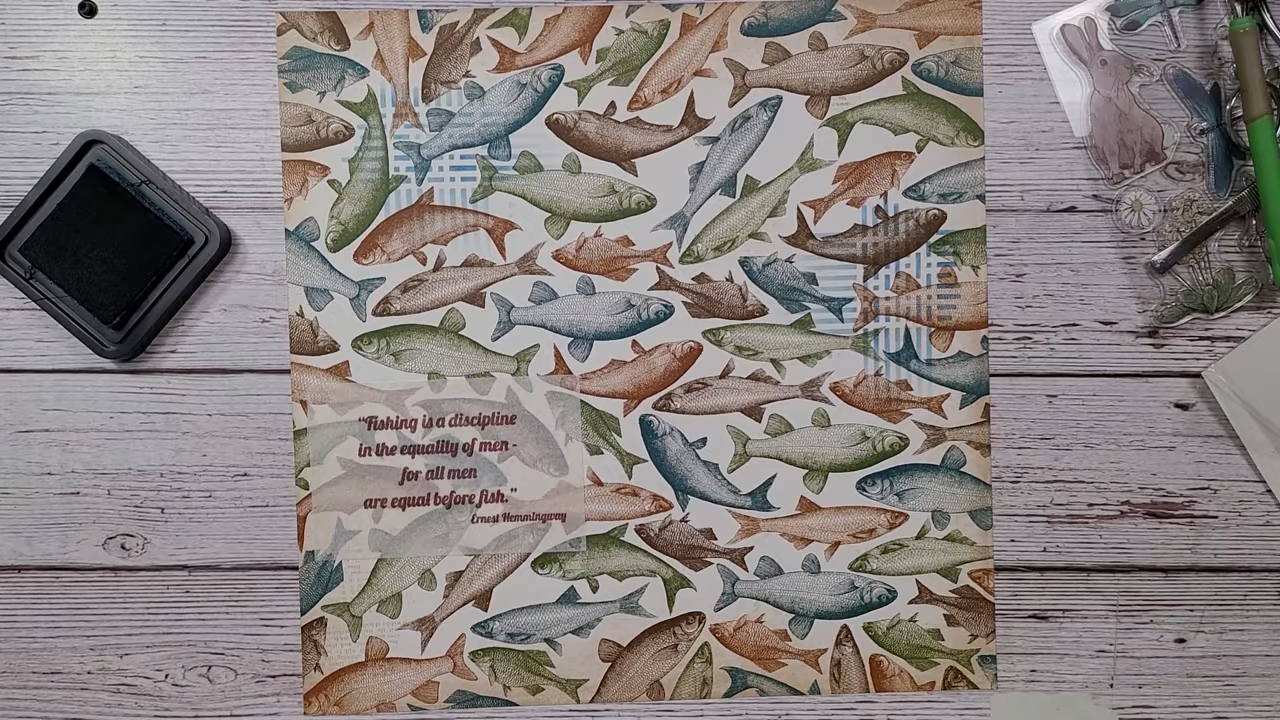 “Fishing is a discipline
in the equality of men -
for all men
are equal before fish.”
Ernest Hemmingway